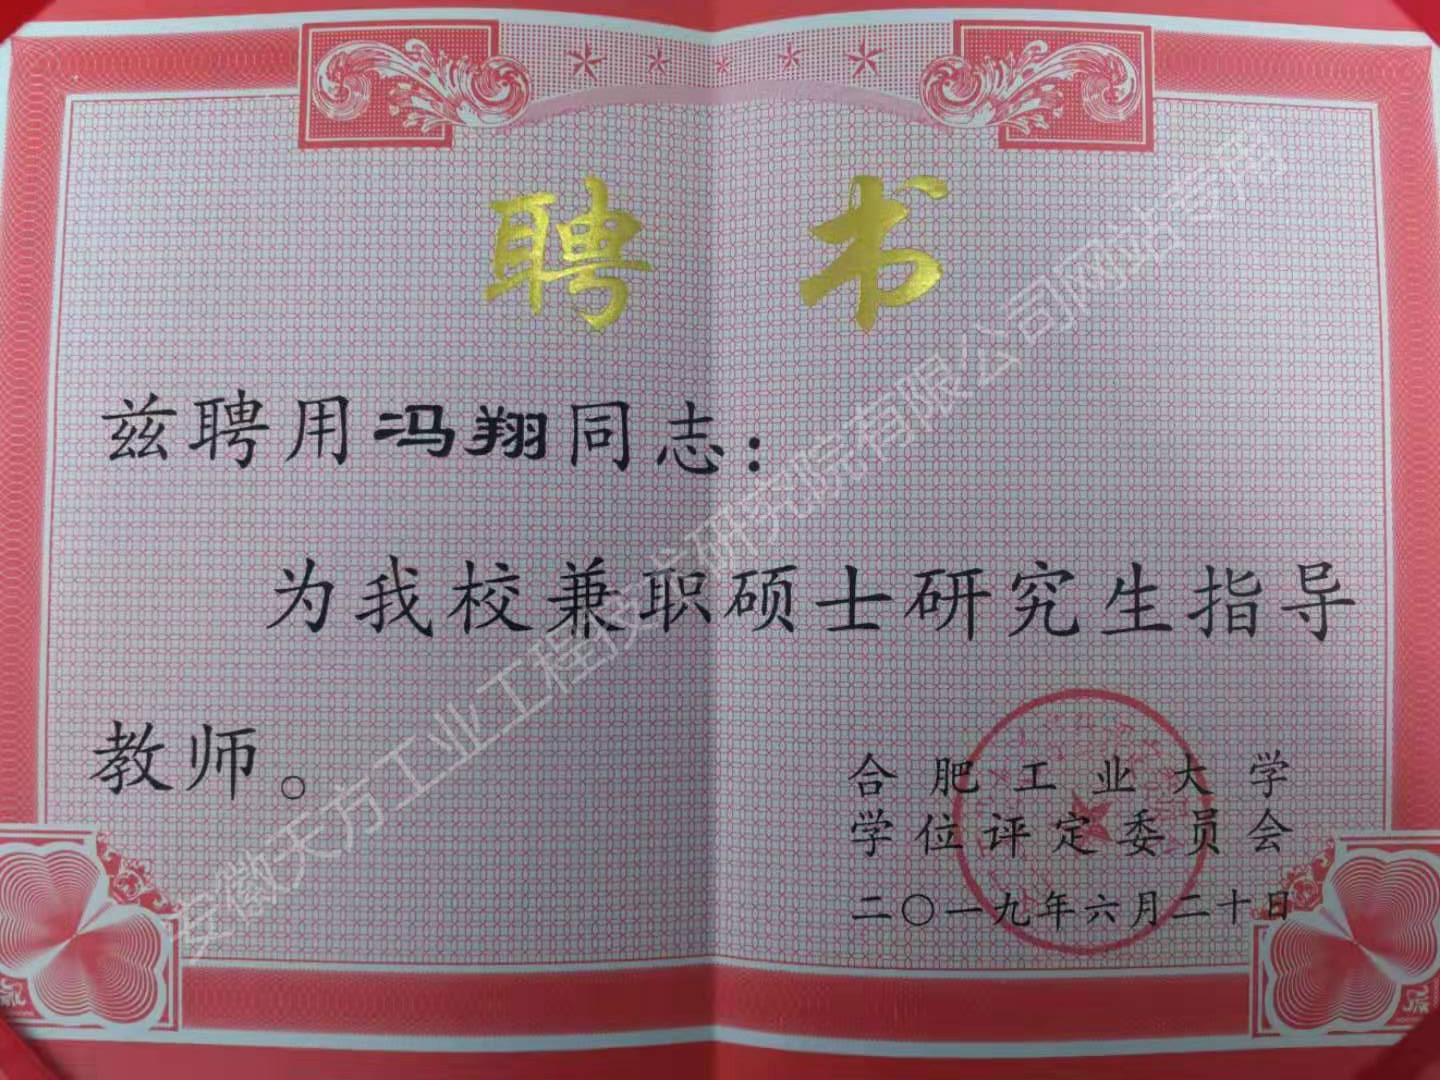 聘书
兹聘用冯翔同志：
为我校兼职硕士研究生指导
教师。
合肥工业大学
学位评定委员会
二〇一九年六月二十日
安徽天方工业工程技术研究院有限公司网站专用